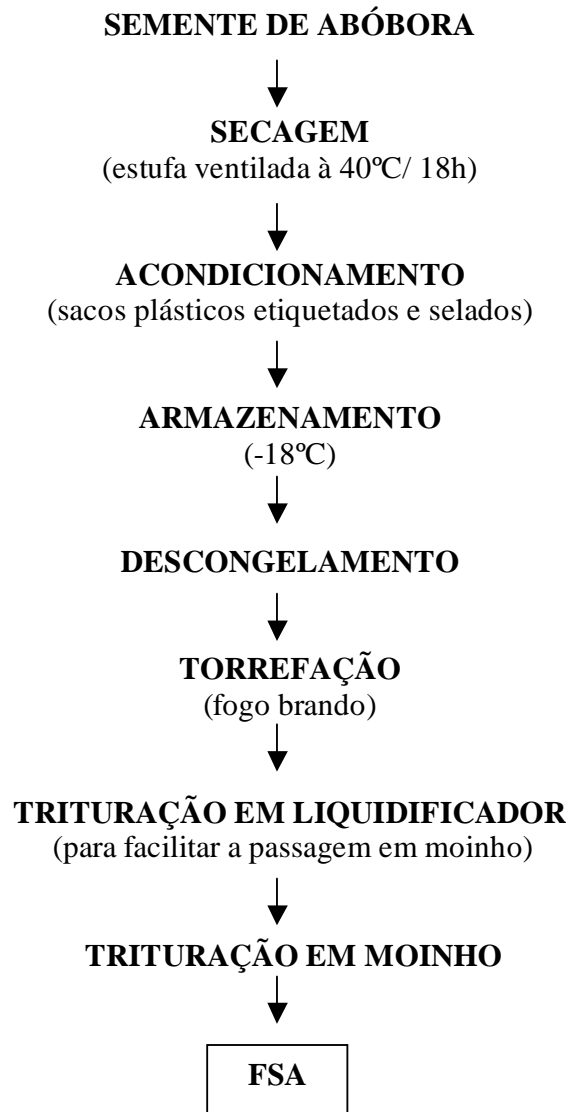 SEMENTE DE ABÓBORA
SECAGEM
(estufa ventilada à 40ºC/ 18h)
ACONDICIONAMENTO
(sacos plásticos etiquetados e selados)
ARMAZENAMENTO
(-18ºC)
DESCONGELAMENTO
TORREFAÇÃO
(fogo brando)
TRITURAÇÃO EM LIQUIDIFICADOR
(para facilitar a passagem em moinho)
TRITURAÇÃO EM MOINHO
FSA